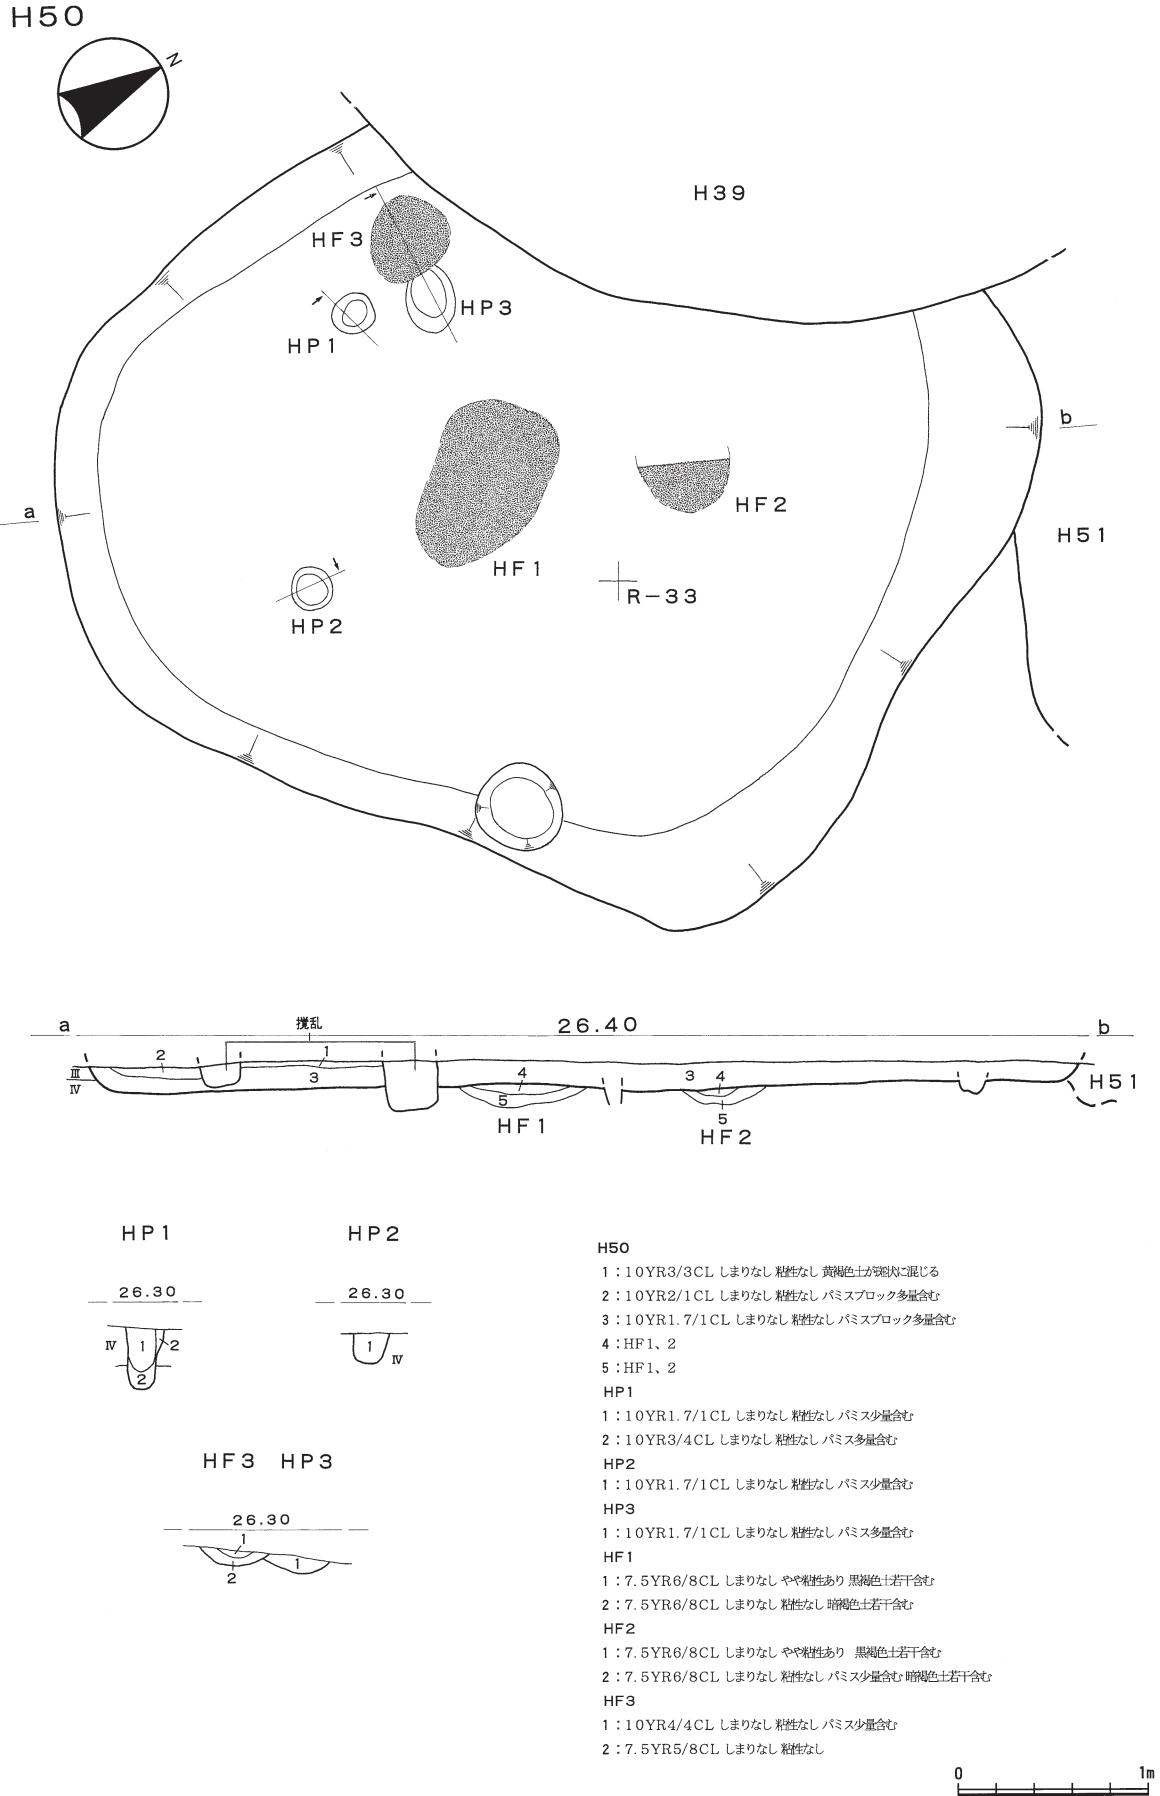 H50
N
H39
HF3
HP3
HP1
b
a
HF2
H51
HF1
R-33
HP2
a
攪乱
26.40
b
2
1
Ⅲ
Ⅳ
3
4
3
4
H51
5
HF1
5
HF2
HP1
HP2
26.30
26.30
Ⅳ
1
2
1
Ⅳ
2
HF3 HP3
26.30
1
1
2
H50
1：10YR3/3CL しまりなし 粘性なし 黄褐色土が斑状に混じる
2：10YR2/1CL しまりなし 粘性なし パミスブロック多量含む
3：10YR1.7/1CL しまりなし 粘性なし パミスブロック多量含む
4：HF1、2
5：HF1、2
HP1
1：10YR1.7/1CL しまりなし 粘性なし パミス少量含む
2：10YR3/4CL しまりなし 粘性なし パミス多量含む
HP2
1：10YR1.7/1CL しまりなし 粘性なし パミス少量含む
HP3
1：10YR1.7/1CL しまりなし 粘性なし パミス多量含む
HF1
1：7.5YR6/8CL しまりなし やや粘性あり 黒褐色土若干含む
2：7.5YR6/8CL しまりなし 粘性なし 暗褐色土若干含む
HF2
1：7.5YR6/8CL しまりなし やや粘性あり 黒褐色土若干含む
2：7.5YR6/8CL しまりなし 粘性なし パミス少量含む 暗褐色土若干含む
HF3
1：10YR4/4CL しまりなし 粘性なし パミス少量含む
2：7.5YR5/8CL しまりなし 粘性なし
0 1m